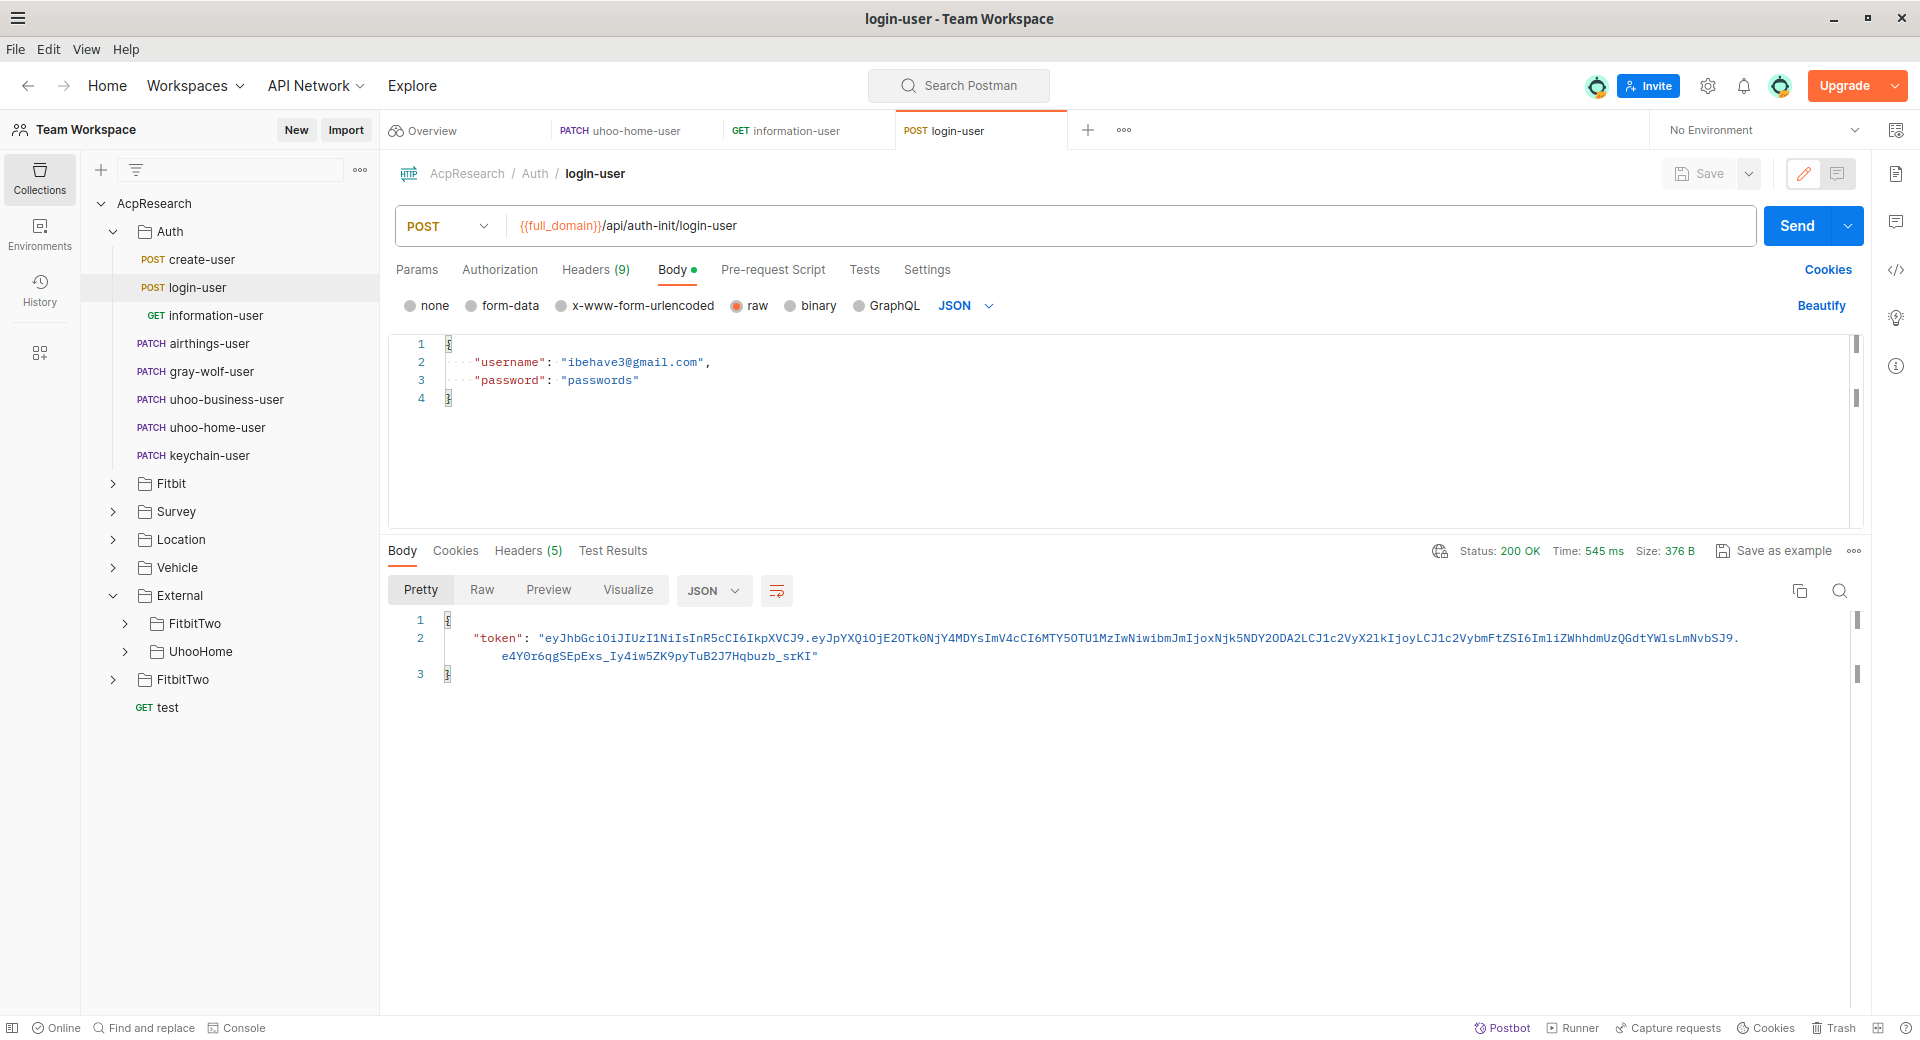 login-user - Team Workspace
File Edit View Help
Home Workspaces API Network Explore
Search Postman
Invite
Upgrade
Team Workspace
New Import
Overview
PATCH uhoo-home-user
GET information-user
POST login-user
No Environment
Collections
Environments
History
AcpResearch
Auth
POST create-user
POST login-user
GET information-user
PATCH airthings-user
PATCH gray-wolf-user
PATCH uhoo-business-user
PATCH uhoo-home-user
PATCH keychain-user
Fitbit
Survey
Location
Vehicle
External
FitbitTwo
UhooHome
FitbitTwo
GET test
HTTP AcpResearch / Auth / login-user
Save
POST {{full_domain}}/api/auth-init/login-user
Send
Params Authorization Headers (9) Body Pre-request Script Tests Settings
Cookies
none form-data x-www-form-urlencoded raw binary GraphQL JSON
Beautify
1 {
2 "username": "ibehave3@gmail.com",
3 "password": "passwords"
4 }
Body Cookies Headers (5) Test Results
Status: 200 OK Time: 545 ms Size: 376 B Save as example
Pretty Raw Preview Visualize JSON
1 {
2 "token": "eyJhbGciOiJIUzI1NiIsInR5cCI6IkpXVCJ9.eyJpYXQiOjE2OTk0NjY4MDYsImV4cCI6MTY5OTU1MzIwNiwibmJmIjoxNjk5NDY2ODA2LCJ1c2VyX2lkIjoyLCJ1c2VybmFtZSI6ImliZWhhdmUzQGdtYWlsLmNvbSJ9.
e4Y0r6qgSEpExs_Iy4iw5ZK9pyTuB2J7Hqbuzb_srKI"
3 }
Online Find and replace Console
Postbot Runner Capture requests Cookies Trash